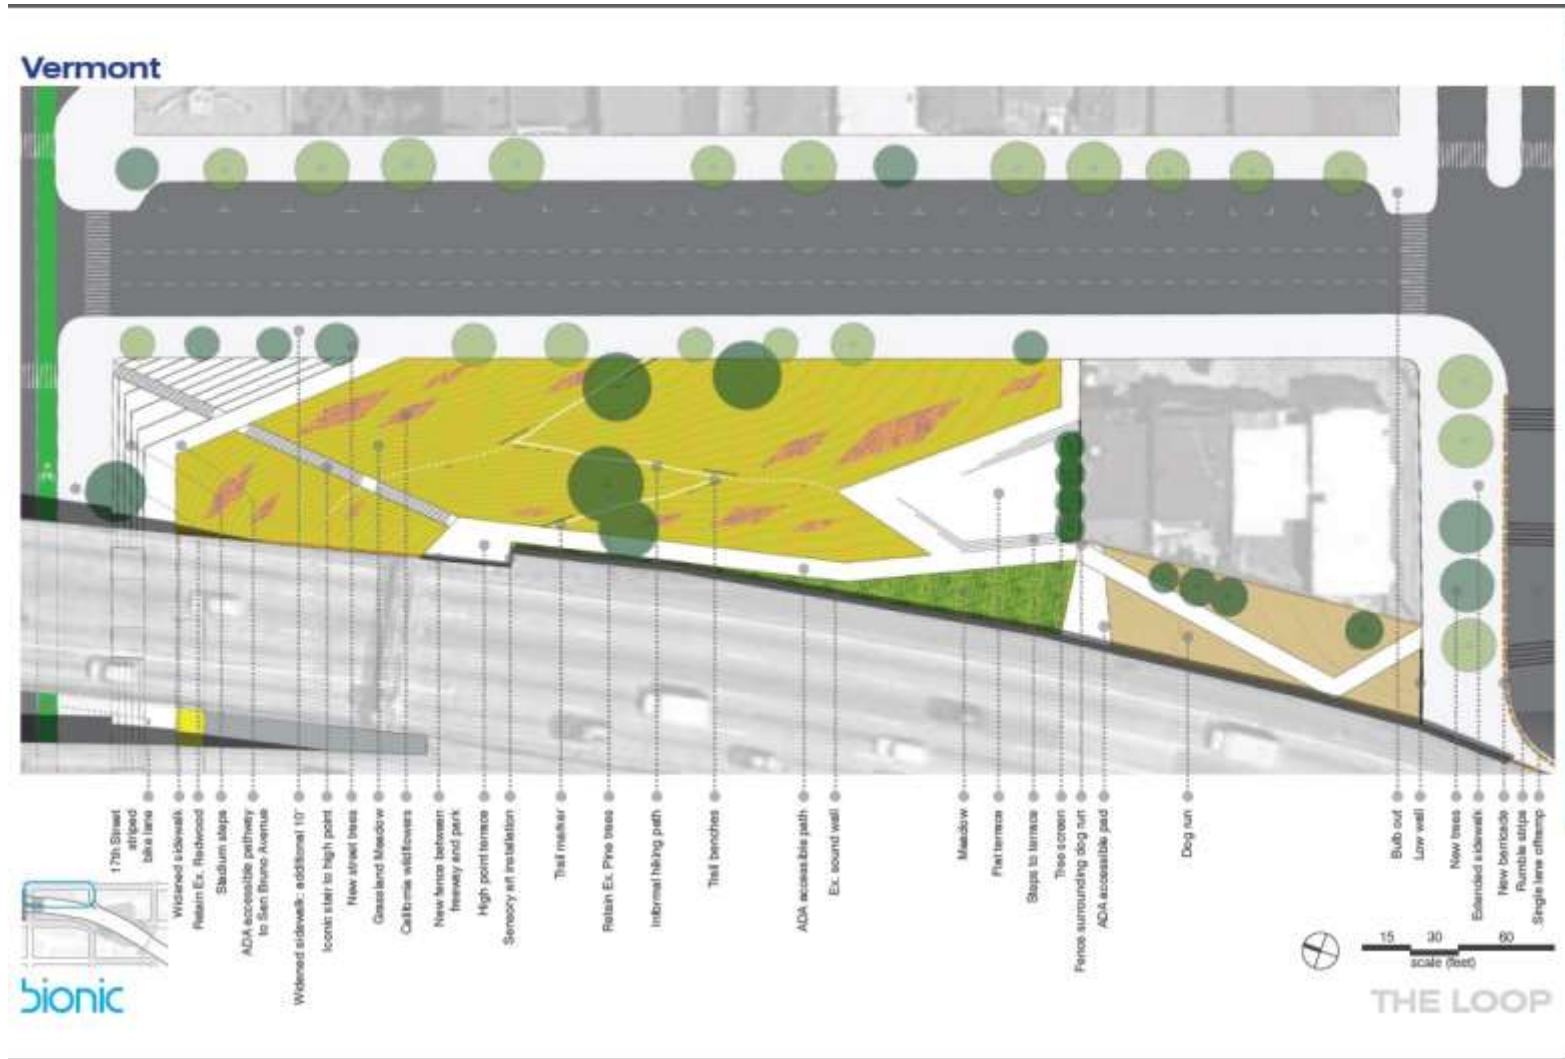 Vermont
17th Street
striped
bike lane
Widened sidewalk
Retain Ex. Redwood
Stadium steps
ADA accessible pathway
to San Bruno Avenue
Widened sidewalk: additional 10'
Iconic stair to high point
New street trees
Grassland Meadow
California wildflowers
New fence between
freeway and park
High point terrace
Sensory art installation
Trail marker
Retain Ex. Pine trees
Informal hiking path
Trail benches
ADA accessible path
Ex. sound wall
Meadow
Flat terrace
Steps to terrace
Tree screen
Fence surrounding dog run
ADA accessible pad
Dog run
Bulb out
Low wall
New trees
Extended sidewalk
New barricade
Rumble strips
Single lane offramp
15 30 60
scale (feet)
bionic
THE LOOP